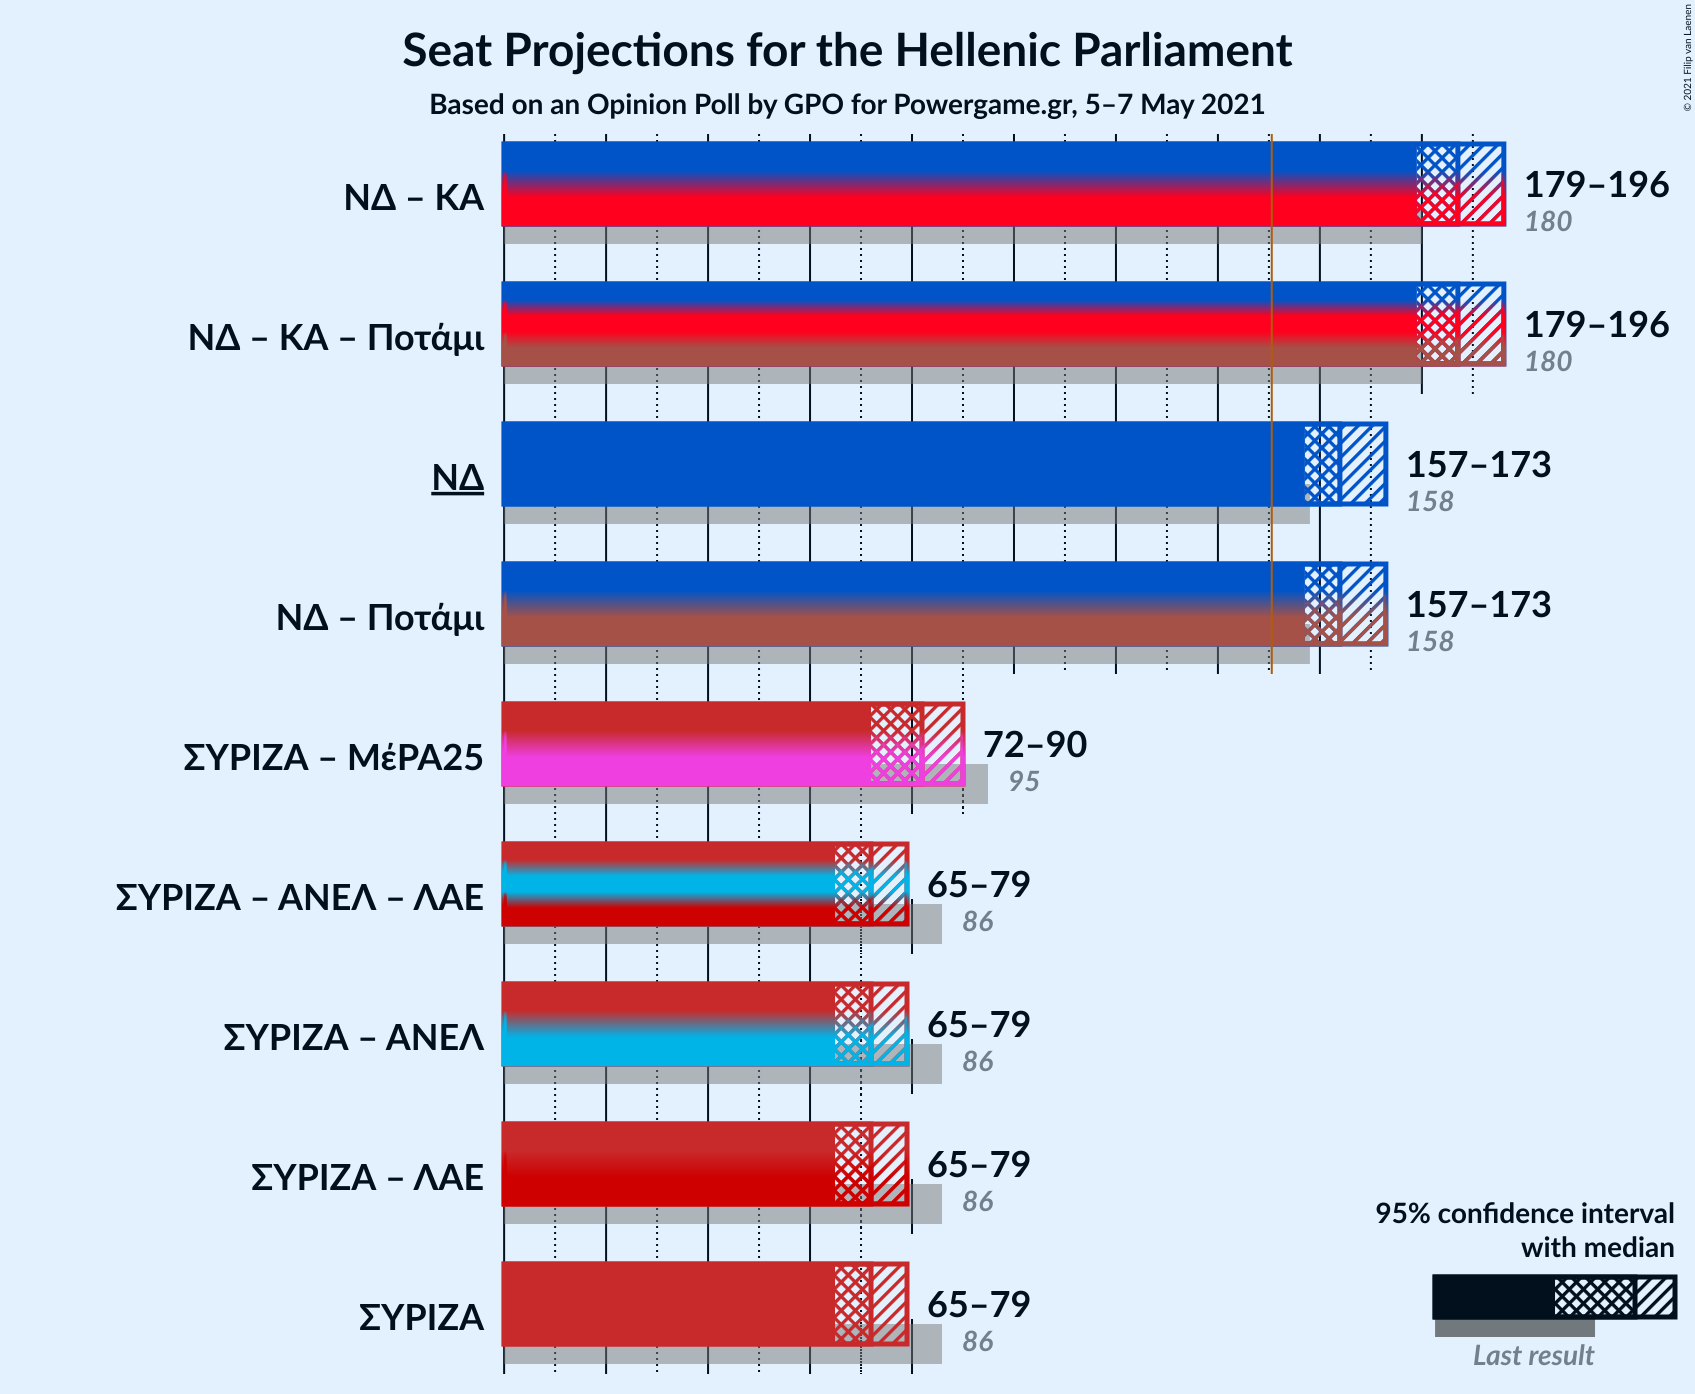 Seat Projections for the Hellenic Parliament
Based on an Opinion Poll by GPO for Powergame.gr, 5–7 May 2021
© 2021 Filip van Laenen
ΝΔ – ΚΑ
179–196
180
ΝΔ – ΚΑ – Ποτάμι
179–196
180
ΝΔ
157–173
158
ΝΔ – Ποτάμι
157–173
158
ΣΥΡΙΖΑ – ΜέΡΑ25
72–90
95
ΣΥΡΙΖΑ – ΑΝΕΛ – ΛΑΕ
65–79
86
ΣΥΡΙΖΑ – ΑΝΕΛ
65–79
86
ΣΥΡΙΖΑ – ΛΑΕ
65–79
86
ΣΥΡΙΖΑ
65–79
86
95% confidence interval
with median
Last result